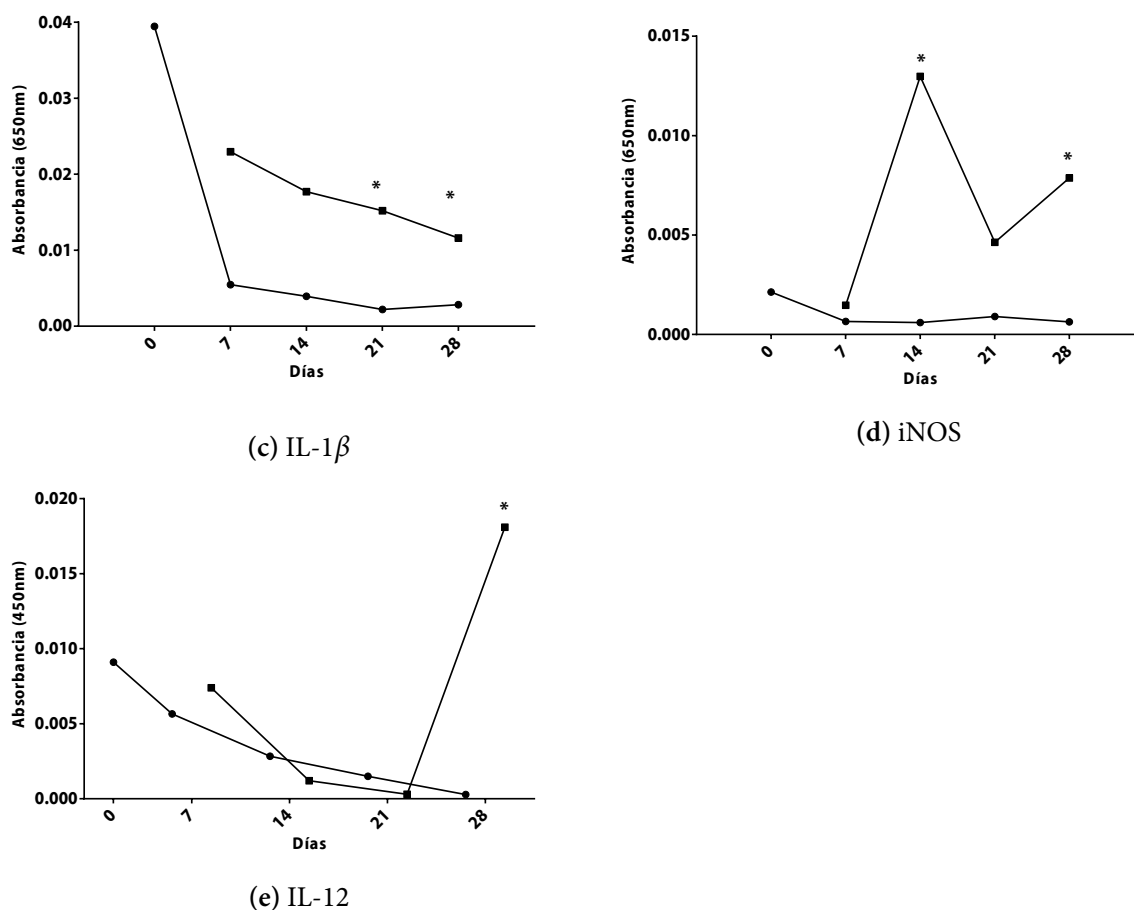 0.04
0.03
0.02
0.01
0.00
Absorbancia (650nm)
* *
0 7 14 21 28
Días
(c) IL-1β
0.015
0.010
0.005
0.000
Absorbancia (650nm)
* *
0 7 14 21 28
Días
(d) iNOS
0.020
0.015
0.010
0.005
0.000
Absorbancia (450nm)
*
0 7 14 21 28
Días
(e) IL-12